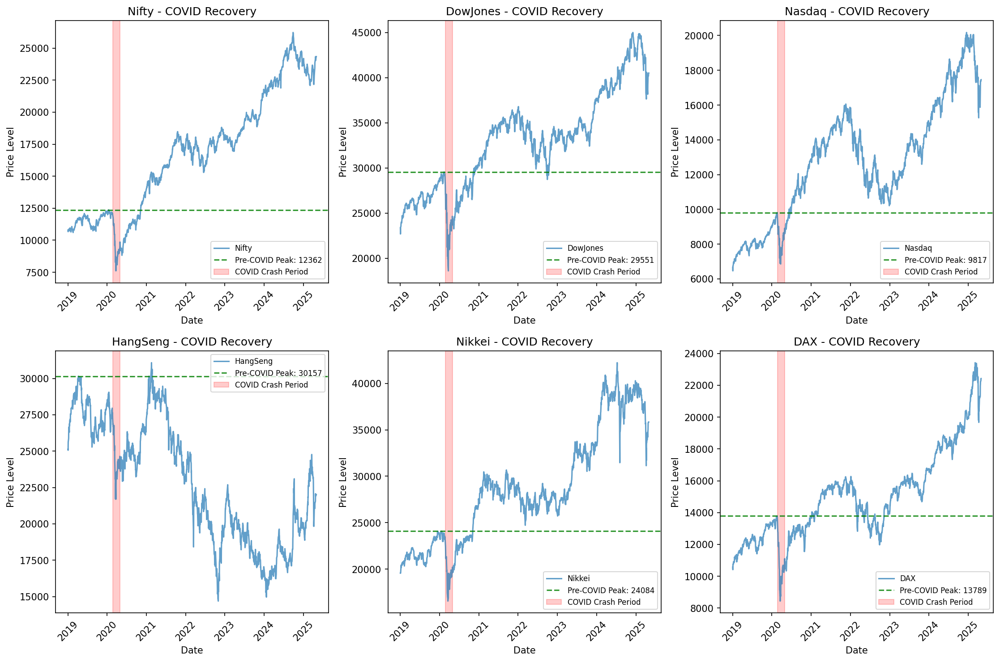 Nifty - COVID Recovery
Price Level
25000
22500
20000
17500
15000
12500
10000
7500
Nifty
Pre-COVID Peak: 12362
COVID Crash Period
2019
2020
2021
2022
2023
2024
2025
Date
DowJones - COVID Recovery
Price Level
45000
40000
35000
30000
25000
20000
DowJones
Pre-COVID Peak: 29551
COVID Crash Period
2019
2020
2021
2022
2023
2024
2025
Date
Nasdaq - COVID Recovery
Price Level
20000
18000
16000
14000
12000
10000
8000
6000
Nasdaq
Pre-COVID Peak: 9817
COVID Crash Period
2019
2020
2021
2022
2023
2024
2025
Date
HangSeng - COVID Recovery
Price Level
30000
27500
25000
22500
20000
17500
15000
HangSeng
Pre-COVID Peak: 30157
COVID Crash Period
2019
2020
2021
2022
2023
2024
2025
Date
Nikkei - COVID Recovery
Price Level
40000
35000
30000
25000
20000
Nikkei
Pre-COVID Peak: 24084
COVID Crash Period
2019
2020
2021
2022
2023
2024
2025
Date
DAX - COVID Recovery
Price Level
24000
22000
20000
18000
16000
14000
12000
10000
8000
DAX
Pre-COVID Peak: 13789
COVID Crash Period
2019
2020
2021
2022
2023
2024
2025
Date